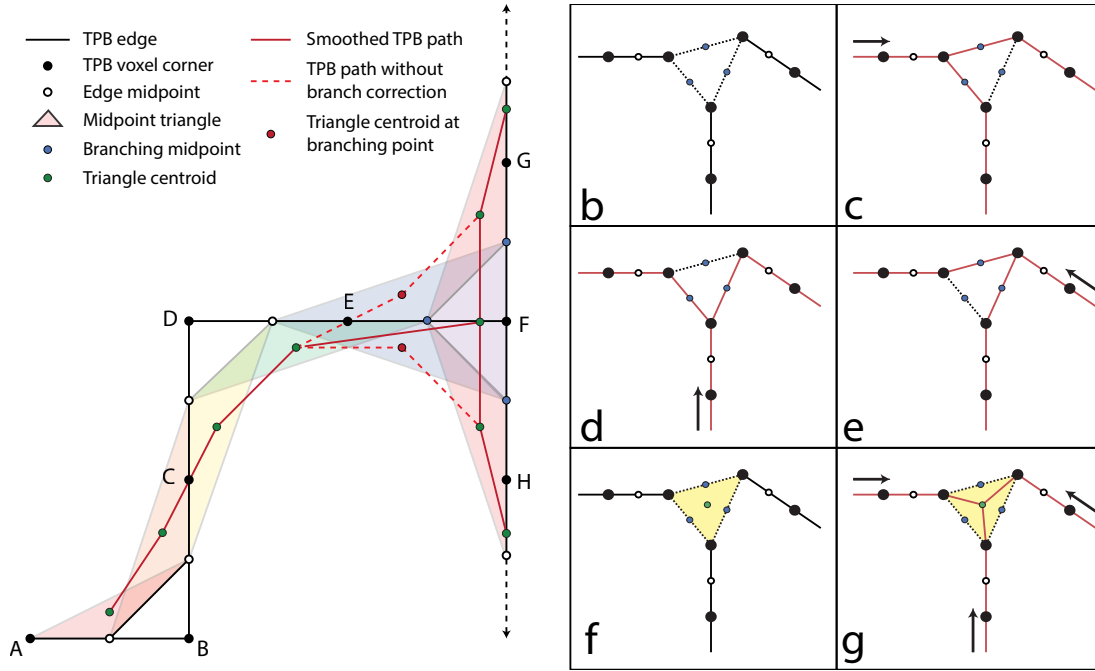 TPB edge
TPB voxel corner
Edge midpoint
Midpoint triangle
Branching midpoint
Triangle centroid
Smoothed TPB path
TPB path without
branch correction
Triangle centroid at
branching point
G
D
E
F
C
H
A
B
b
c
d
e
f
g